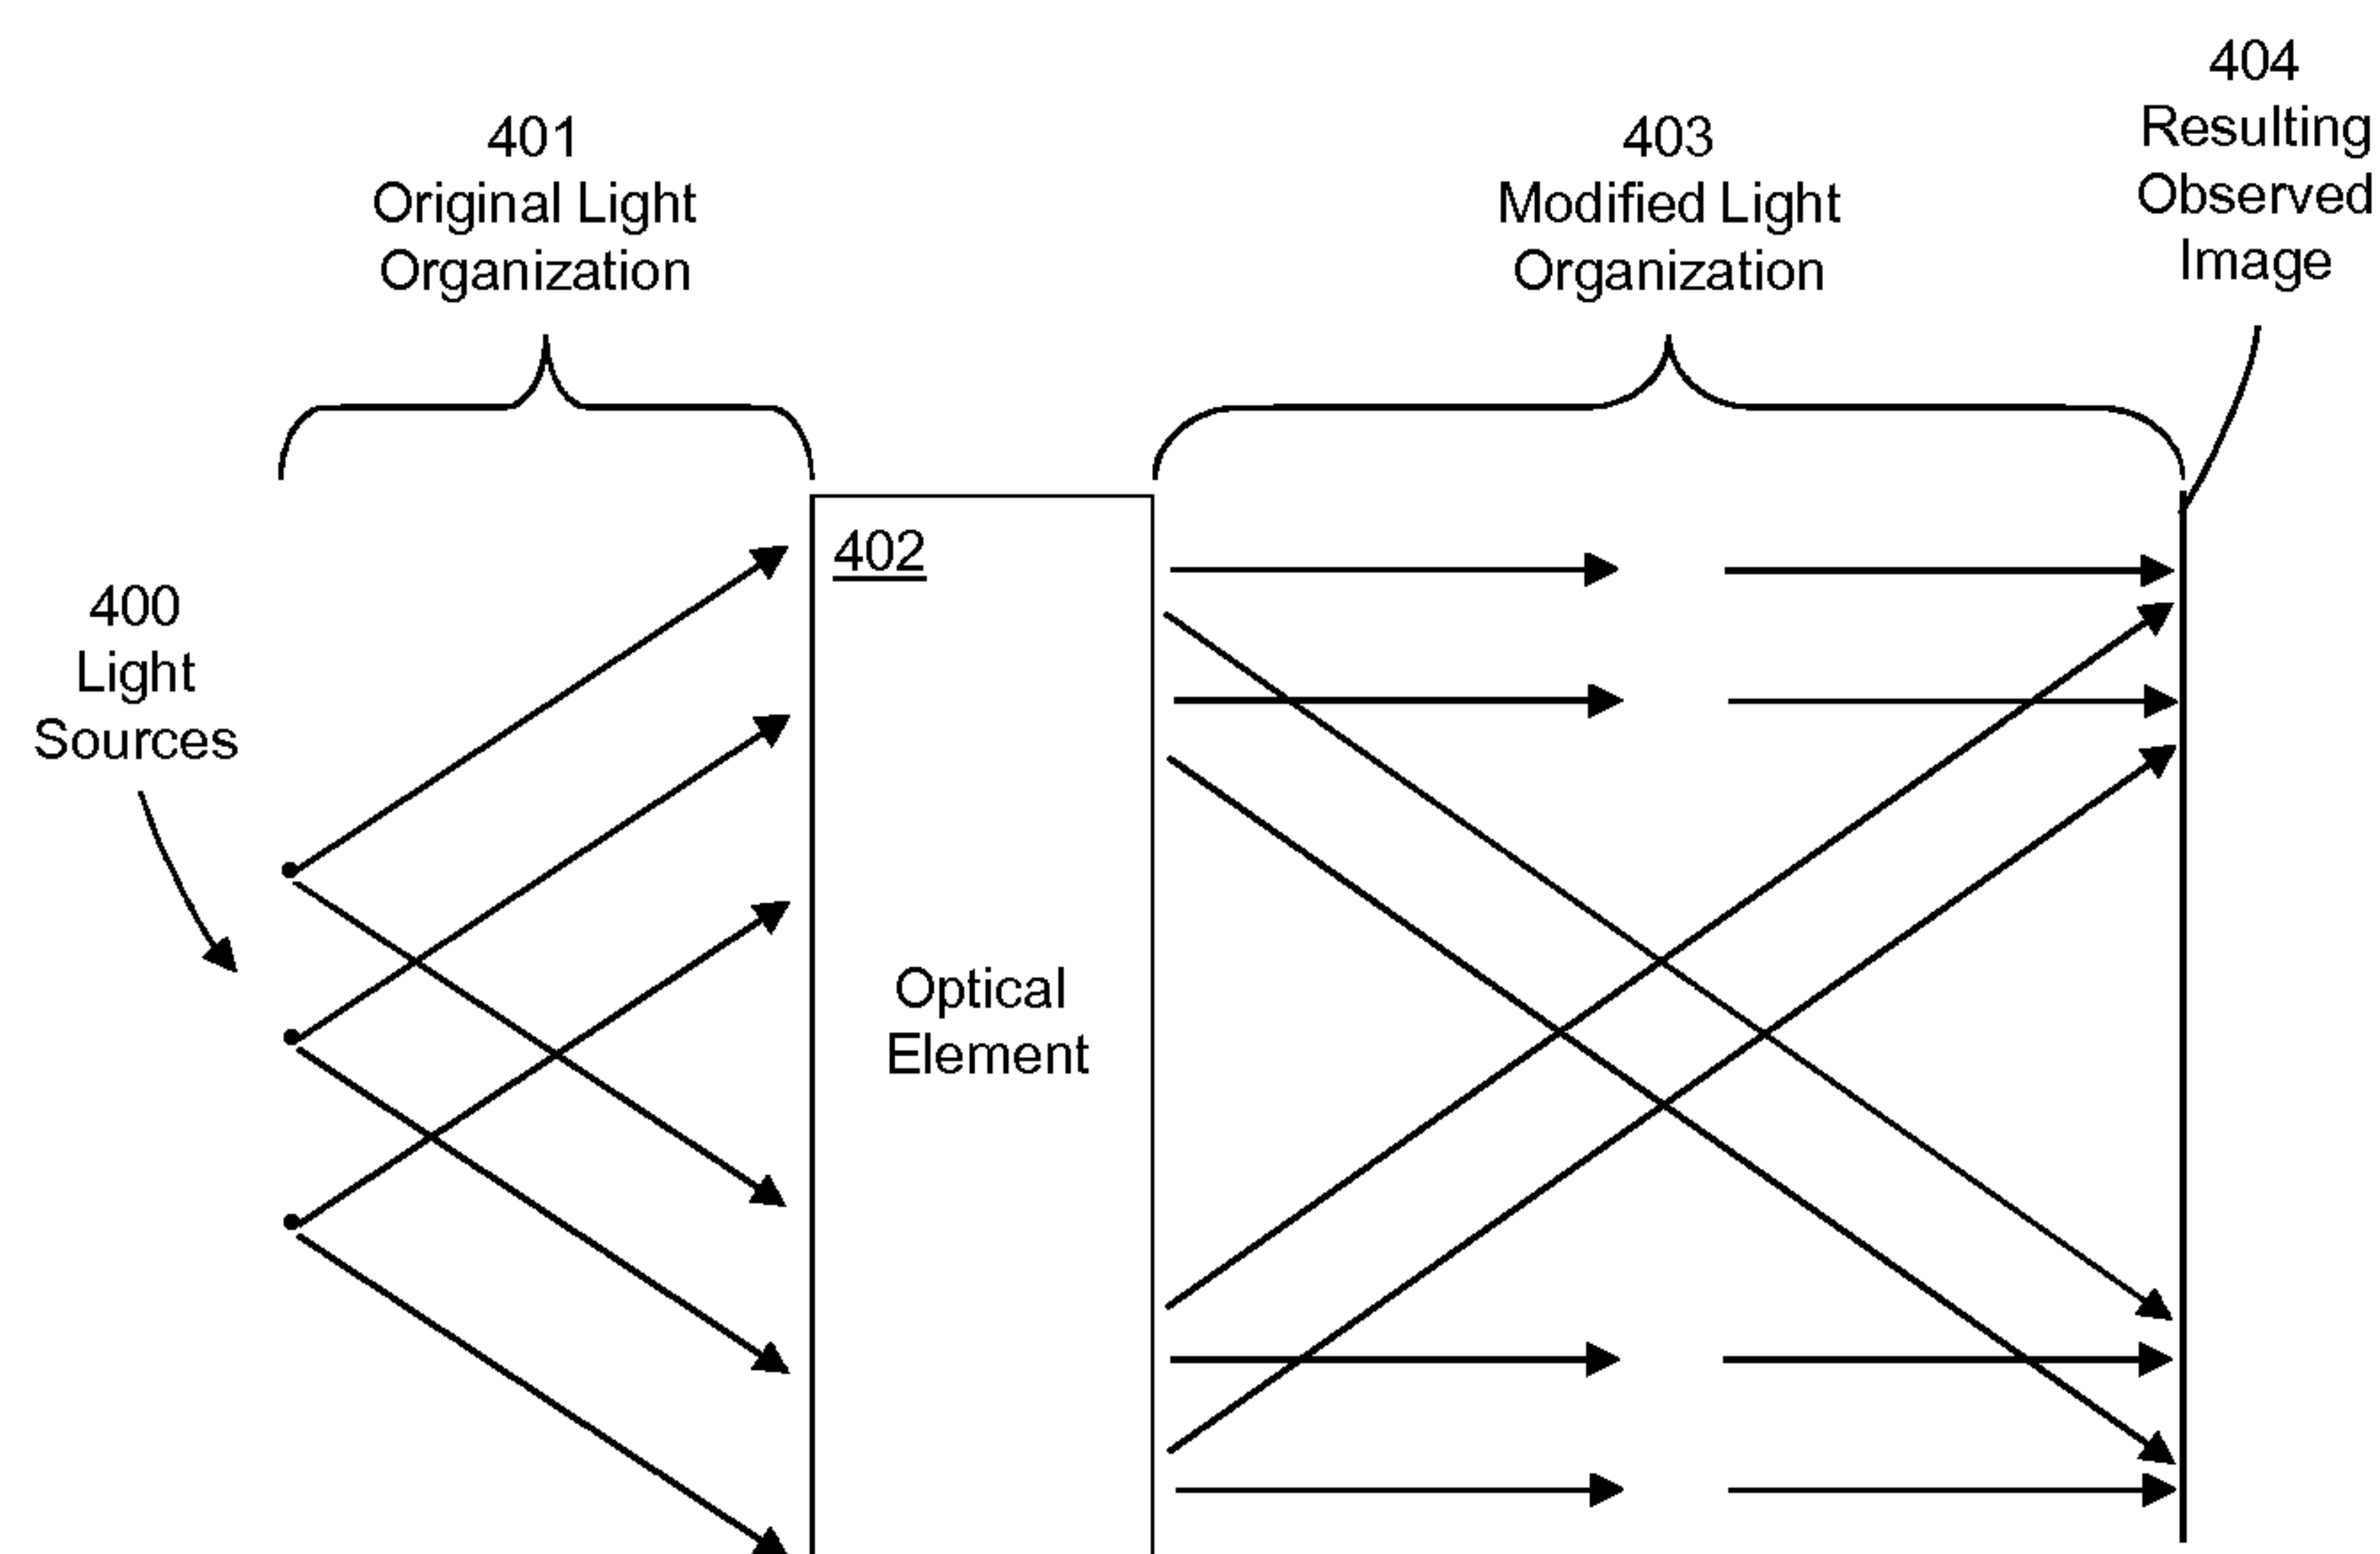 404
Resulting
Observed
Image
401
Original Light
Organization
403
Modified Light
Organization
402
400
Light
Sources
Optical
Element